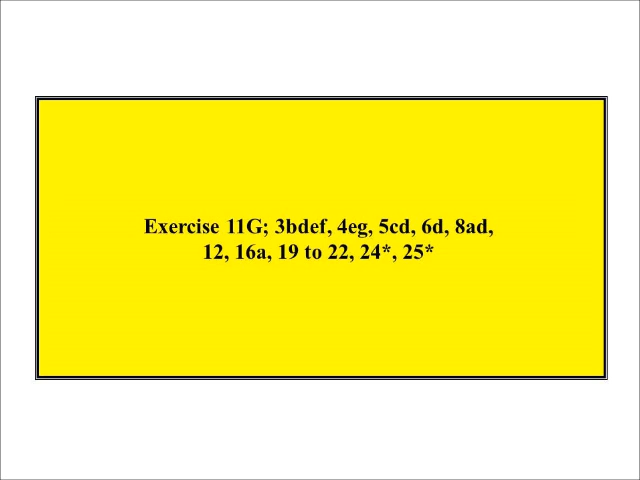 Exercise 11G; 3bdef, 4eg, 5cd, 6d, 8ad,
12, 16a, 19 to 22, 24*, 25*